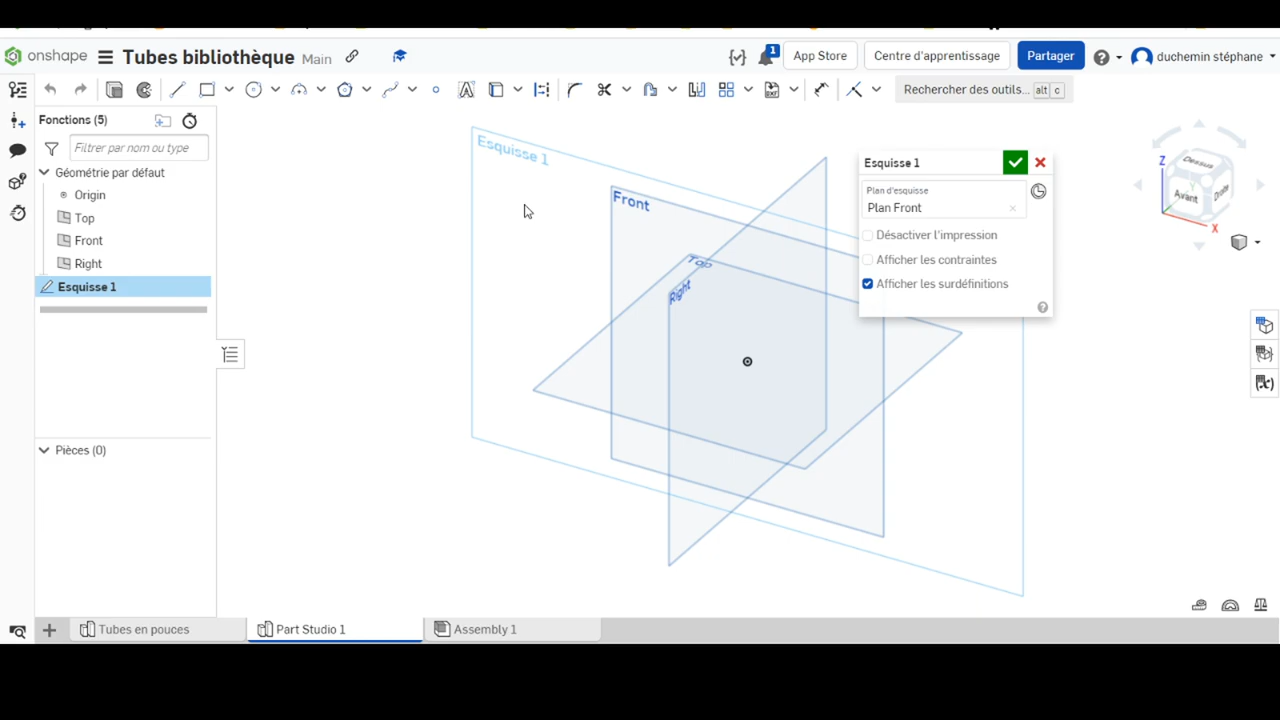 onshape Tubes bibliothèque Main 1 App Store Centre d'apprentissage Partager duchemin stéphane
Rechercher des outils... alt c
Fonctions (5)
Filtrer par nom ou type
Géométrie par défaut
Origin
Top
Front
Right
Esquisse 1
Pièces (0)
Esquisse 1
Front
Top
Right
Esquisse 1
Plan d'esquisse
Plan Front
Désactiver l'impression
Afficher les contraintes
Afficher les surdéfinitions
Z
Dessus
Avant
Droite
Y
X
Tubes en pouces
Part Studio 1
Assembly 1